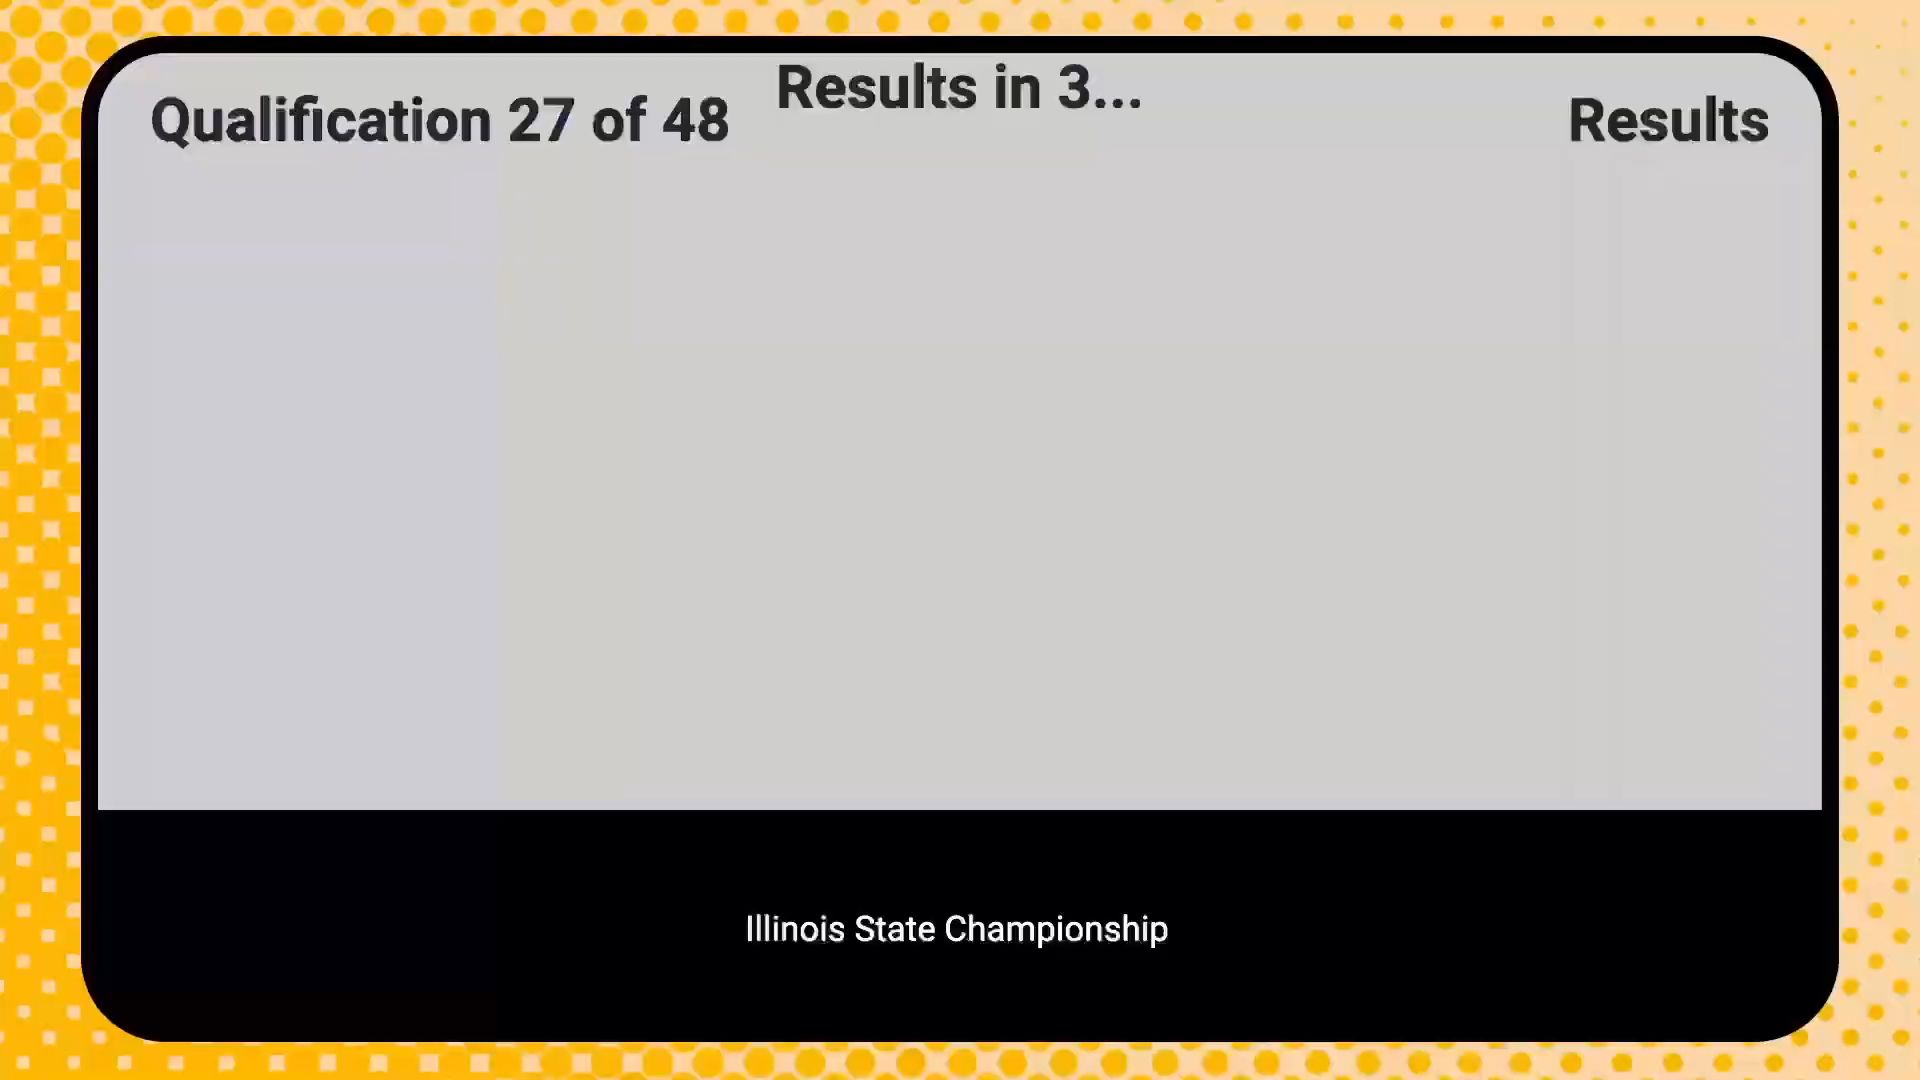 Qualification 27 of 48
Results in 3...
Results
Illinois State Championship